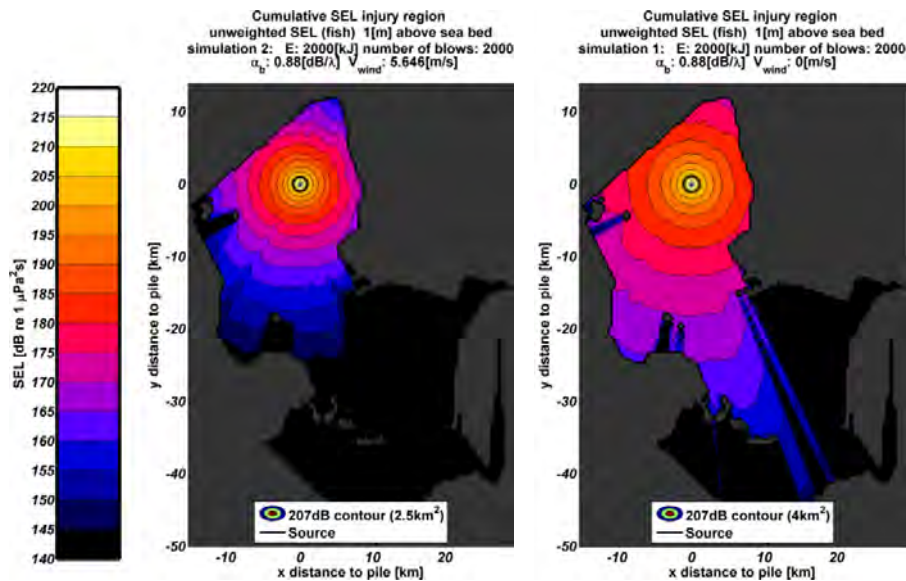 Cumulative SEL injury region
unweighted SEL (fish) 1[m] above sea bed
simulation 2: E: 2000[kJ] number of blows: 2000
α_b: 0.88[dB/λ] V_wind: 5.646[m/s]
Cumulative SEL injury region
unweighted SEL (fish) 1[m] above sea bed
simulation 1: E: 2000[kJ] number of blows: 2000
α_b: 0.88[dB/λ] V_wind: 0[m/s]
SEL [dB re 1 μPa²s]
220
215
210
205
200
195
190
185
180
175
170
165
160
155
150
145
140
y distance to pile [km]
10
0
-10
-20
-30
-40
-50
207dB contour (2.5km²)
Source
-10 0 10 20
x distance to pile [km]
y distance to pile [km]
10
0
-10
-20
-30
-40
-50
207dB contour (4km²)
Source
-10 0 10 20
x distance to pile [km]